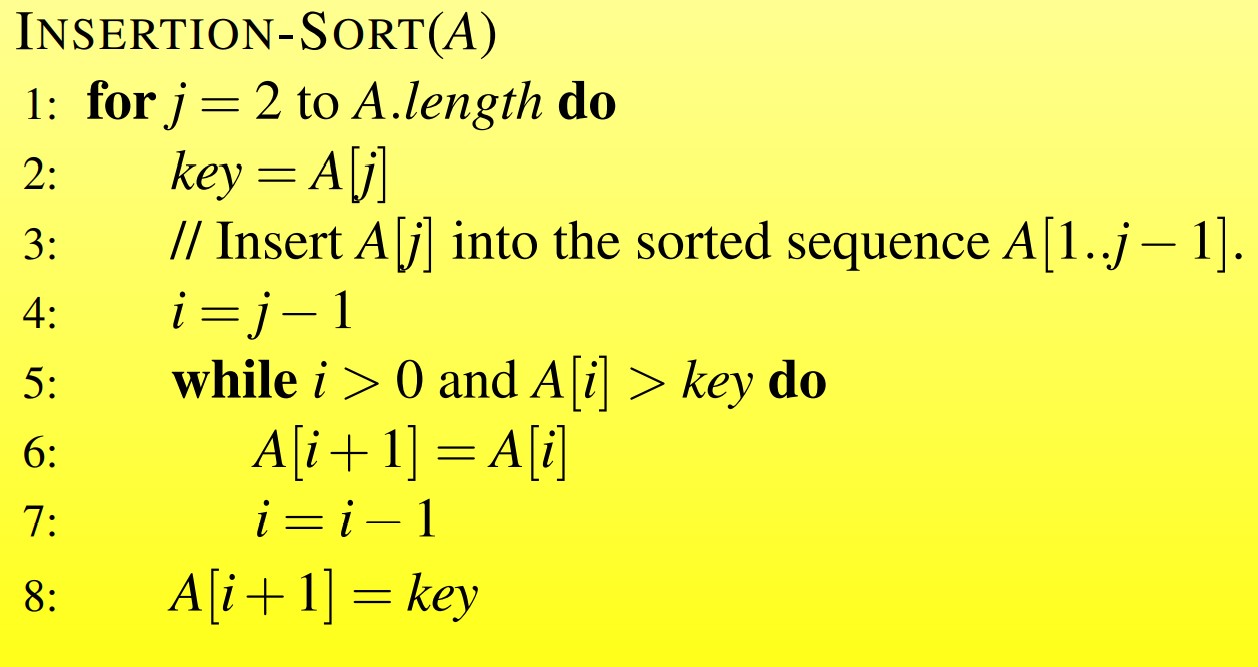 INSERTION-SORT(A)
1: for j = 2 to A.length do
2: key = A[j]
3: // Insert A[j] into the sorted sequence A[1..j − 1].
4: i = j − 1
5: while i > 0 and A[i] > key do
6: A[i + 1] = A[i]
7: i = i − 1
8: A[i + 1] = key